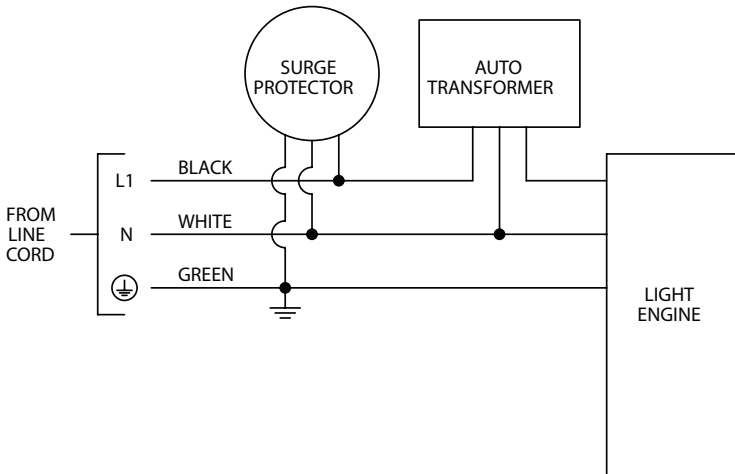 SURGE
PROTECTOR
AUTO
TRANSFORMER
L1
BLACK
FROM
LINE
CORD
N
WHITE
GREEN
LIGHT
ENGINE